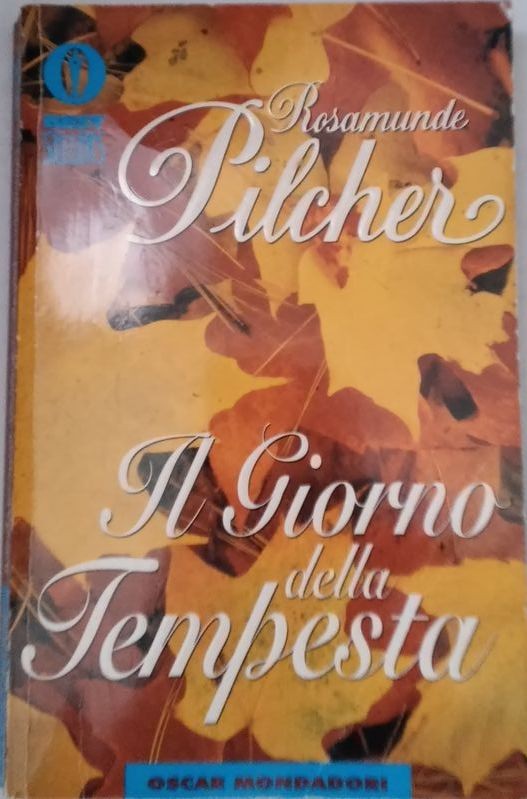 Rosamunde
Pilcher
Il Giorno
della
Tempesta
OSCAR MONDADORI